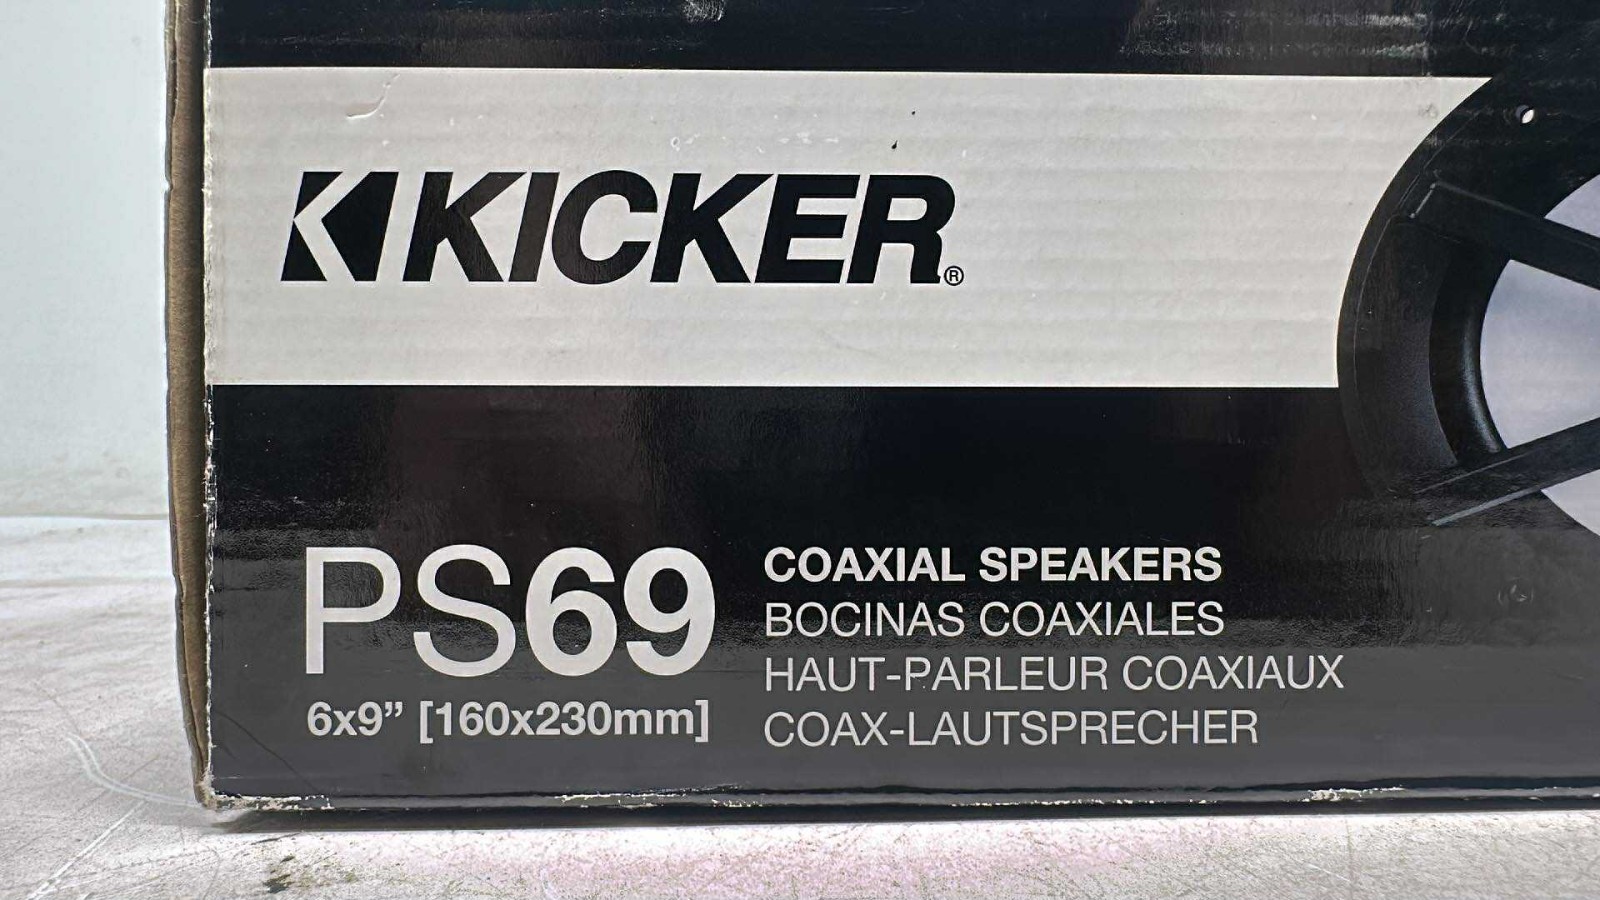 KICKER®
PS69
6x9” [160x230mm]
COAXIAL SPEAKERS
BOCINAS COAXIALES
HAUT-PARLEUR COAXIAUX
COAX-LAUTSPRECHER